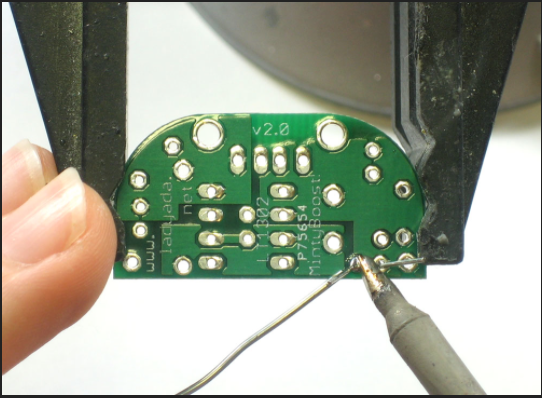 v2.0
www.
ladyada.
net
LT1302
P75654
MintyBoost!